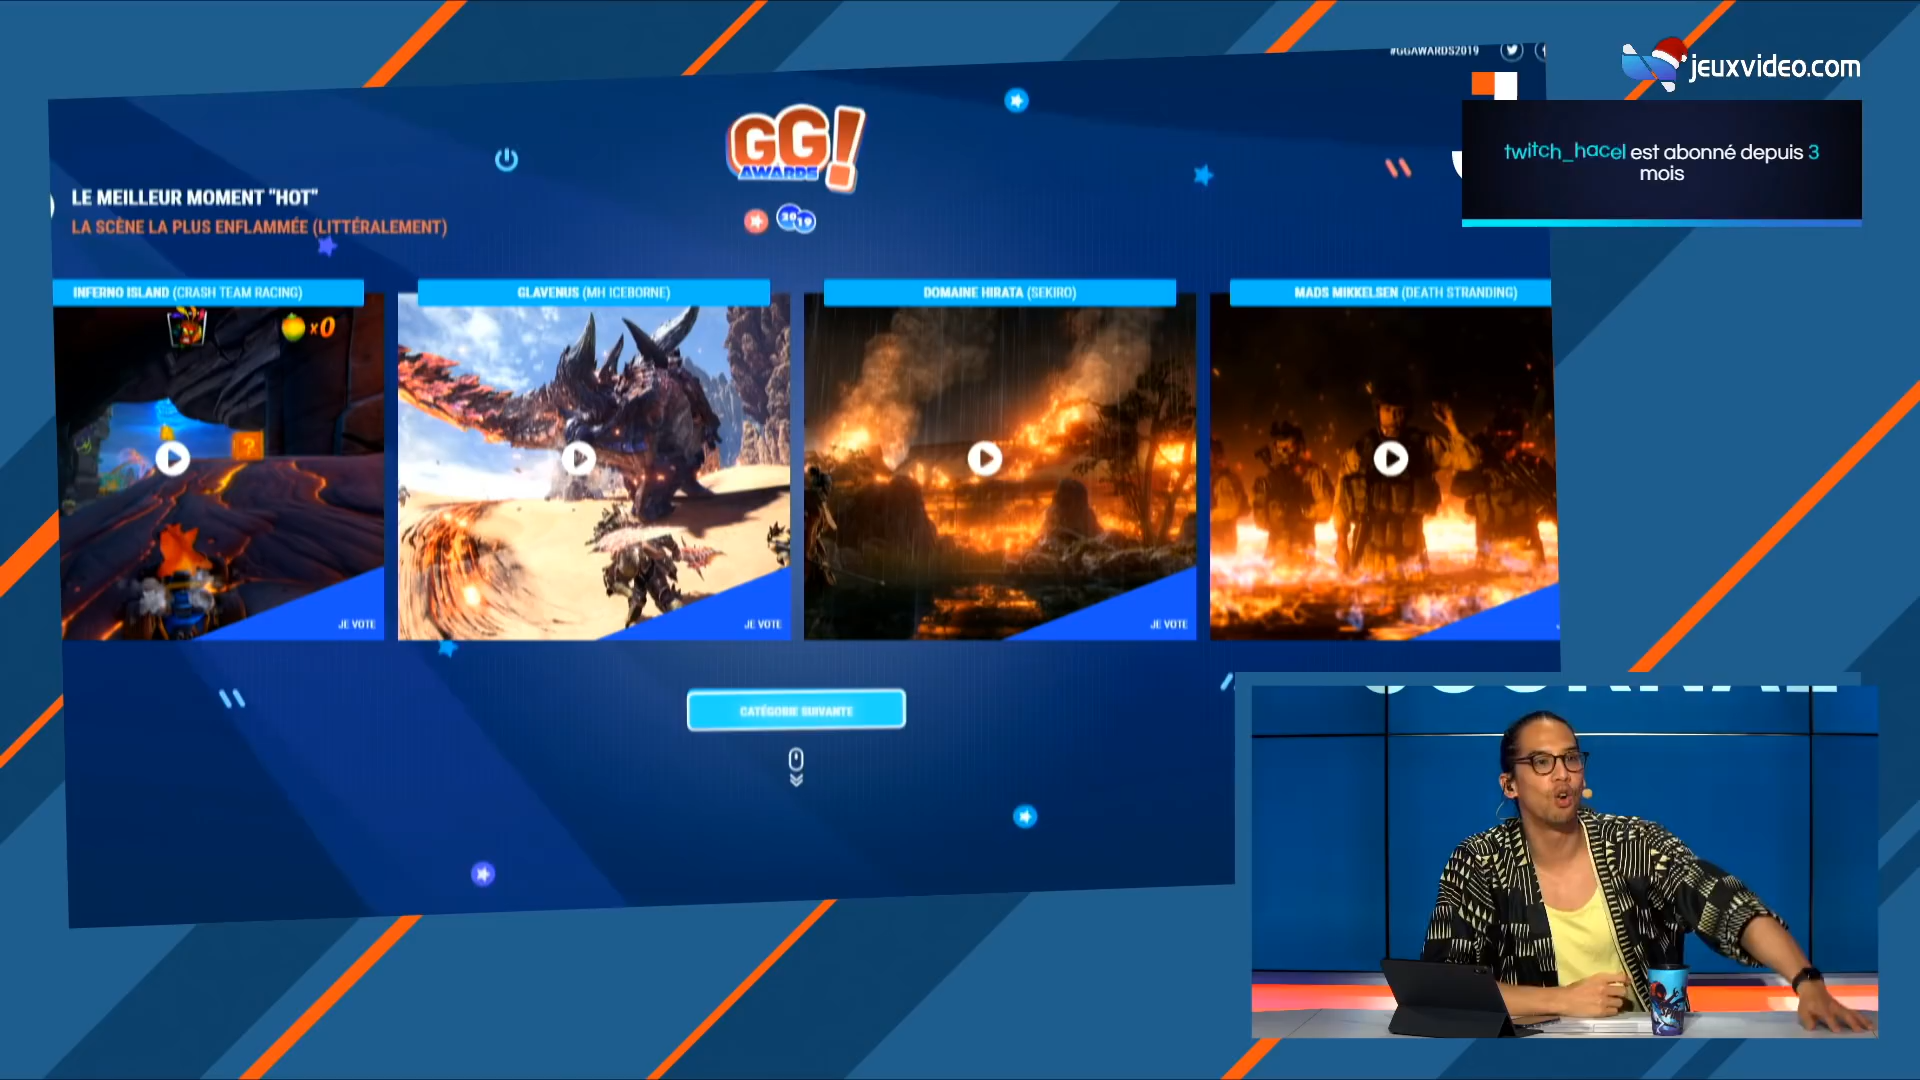 #GGAWARDS2019
jeuxvideo.com
twitch_hacel est abonné depuis 3
mois
GG!
AWARDS
2019
LE MEILLEUR MOMENT "HOT"
LA SCÈNE LA PLUS ENFLAMMÉE (LITTÉRALEMENT)
INFERNO ISLAND (CRASH TEAM RACING)
GLAVENUS (MH ICEBORNE)
DOMAINE HIRATA (SEKIRO)
MADS MIKKELSEN (DEATH STRANDING)
x0
?
JE VOTE
JE VOTE
JE VOTE
CATÉGORIE SUIVANTE